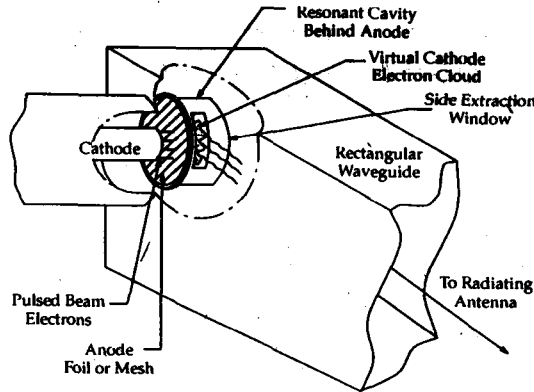 Resonant Cavity
Behind Anode
Virtual Cathode
Electron Cloud
Side Extraction
Window
Cathode
Rectangular
Waveguide
To Radiating
Antenna
Pulsed Beam
Electrons
Anode
Foil or Mesh